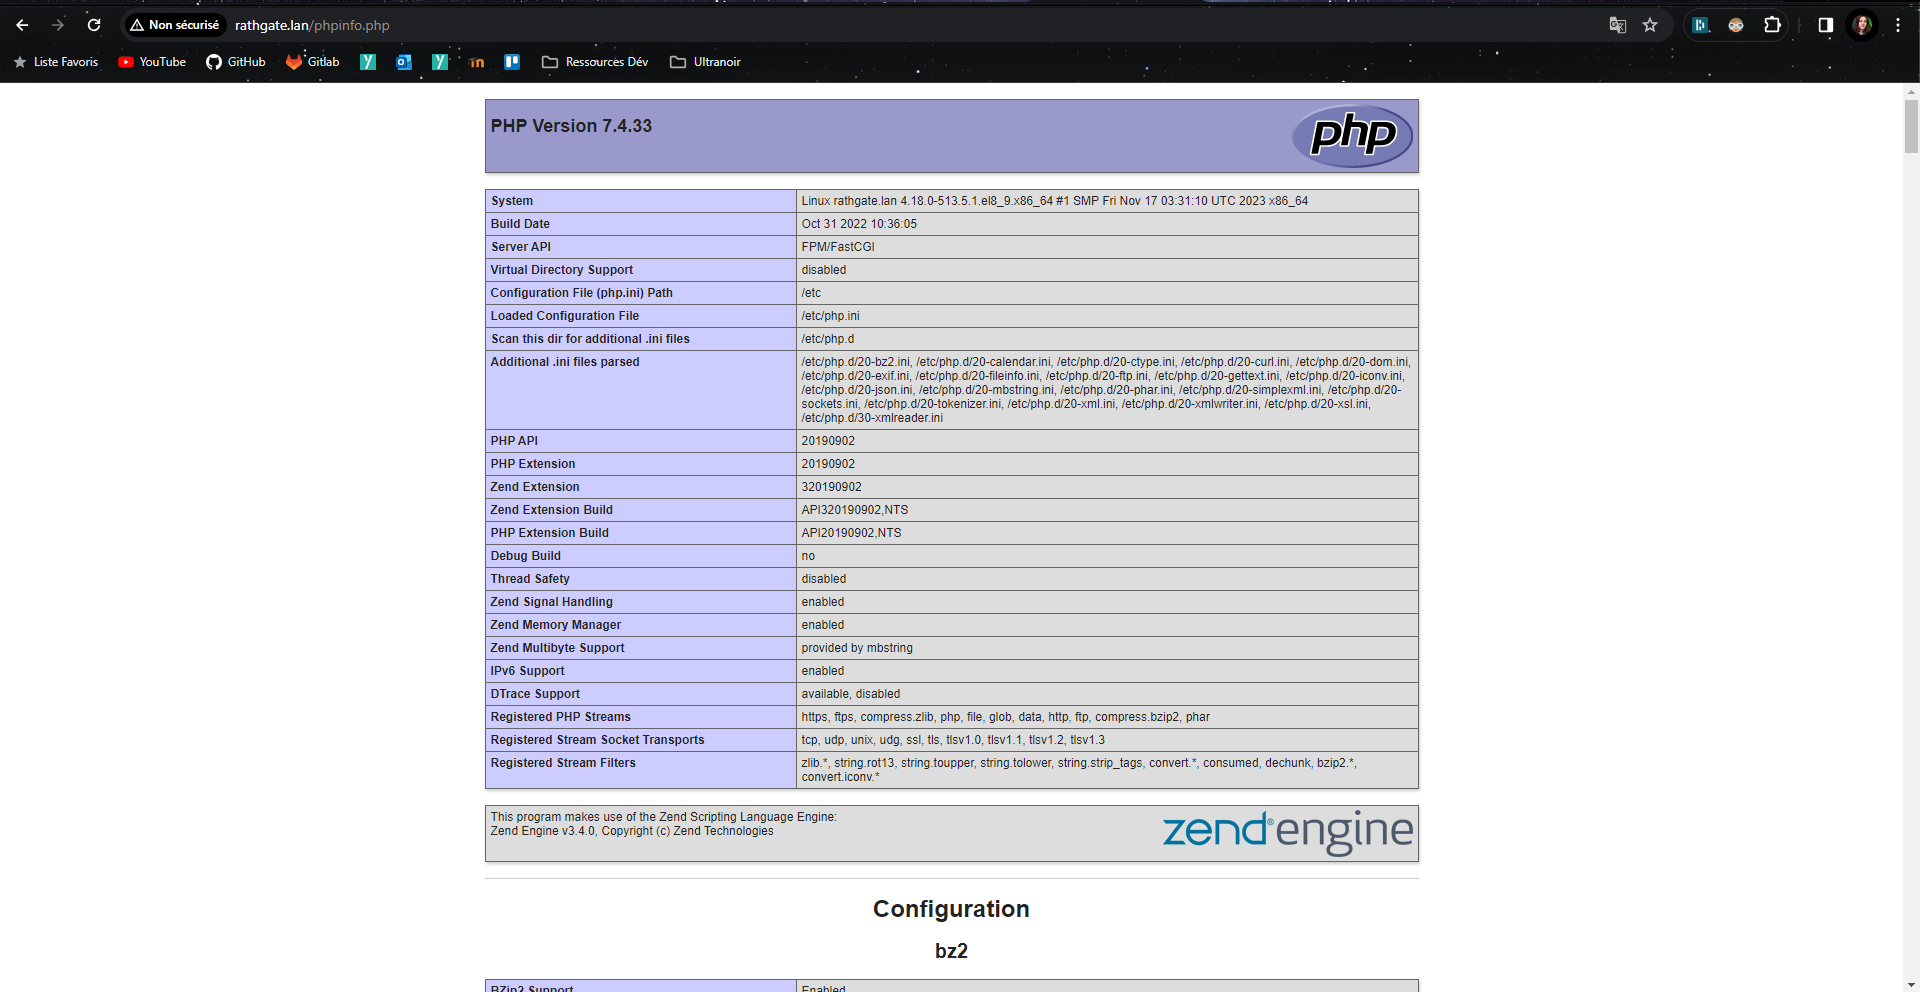 Non sécurisé rathgate.lan/phpinfo.php
Liste Favoris YouTube GitHub Gitlab Ressources Dév Ultranoir
PHP Version 7.4.33
php
System Linux rathgate.lan 4.18.0-513.5.1.el8_9.x86_64 #1 SMP Fri Nov 17 03:31:10 UTC 2023 x86_64
Build Date Oct 31 2022 10:36:05
Server API FPM/FastCGI
Virtual Directory Support disabled
Configuration File (php.ini) Path /etc
Loaded Configuration File /etc/php.ini
Scan this dir for additional .ini files /etc/php.d
Additional .ini files parsed /etc/php.d/20-bz2.ini, /etc/php.d/20-calendar.ini, /etc/php.d/20-ctype.ini, /etc/php.d/20-curl.ini, /etc/php.d/20-dom.ini,
/etc/php.d/20-exif.ini, /etc/php.d/20-fileinfo.ini, /etc/php.d/20-ftp.ini, /etc/php.d/20-gettext.ini, /etc/php.d/20-iconv.ini,
/etc/php.d/20-json.ini, /etc/php.d/20-mbstring.ini, /etc/php.d/20-phar.ini, /etc/php.d/20-simplexml.ini, /etc/php.d/20-
sockets.ini, /etc/php.d/20-tokenizer.ini, /etc/php.d/20-xml.ini, /etc/php.d/20-xmlwriter.ini, /etc/php.d/20-xsl.ini,
/etc/php.d/30-xmlreader.ini
PHP API 20190902
PHP Extension 20190902
Zend Extension 320190902
Zend Extension Build API320190902,NTS
PHP Extension Build API20190902,NTS
Debug Build no
Thread Safety disabled
Zend Signal Handling enabled
Zend Memory Manager enabled
Zend Multibyte Support provided by mbstring
IPv6 Support enabled
DTrace Support available, disabled
Registered PHP Streams https, ftps, compress.zlib, php, file, glob, data, http, ftp, compress.bzip2, phar
Registered Stream Socket Transports tcp, udp, unix, udg, ssl, tls, tlsv1.0, tlsv1.1, tlsv1.2, tlsv1.3
Registered Stream Filters zlib.*, string.rot13, string.toupper, string.tolower, string.strip_tags, convert.*, consumed, dechunk, bzip2.*,
convert.iconv.*
This program makes use of the Zend Scripting Language Engine:
Zend Engine v3.4.0, Copyright (c) Zend Technologies
zend® engine
Configuration
bz2
BZip2 Support Enabled